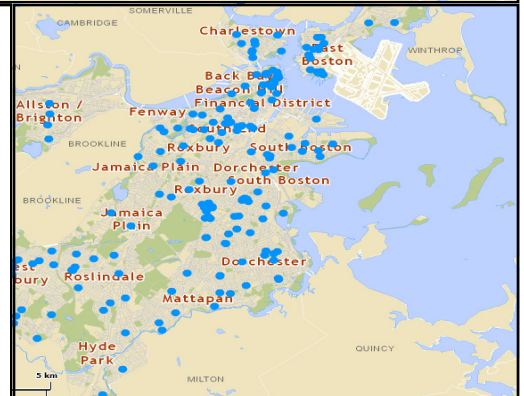 SOMERVILLE
CAMBRIDGE
Charlestown
WINTHROP
East
Boston
Back Bay
Beacon Hill
Financial District
Allston /
Brighton
Fenway
South End
BROOKLINE
Roxbury
South Boston
Jamaica Plain
Dorchester
South Boston
Roxbury
BROOKLINE
Jamaica
Plain
Dorchester
est
bury
Roslindale
Mattapan
Hyde
Park
QUINCY
MILTON
5 km